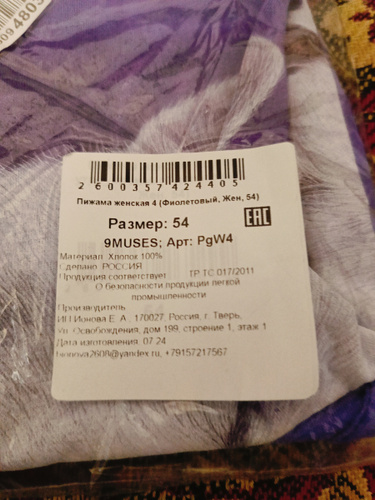 2600357424405
Пижама женская 4 (Фиолетовый, Жен, 54)
Размер: 54
EAC
9MUSES; Арт: PgW4
Материал: Хлопок 100%
Сделано: РОССИЯ
Продукция соответствует ТР ТС 017/2011
О безопасности продукции легкой
промышленности
Производитель:
ИП Ионова Е. А., 170027, Россия, г. Тверь,
Ул. Освобождения, дом 199, строение 1, этаж 1
Дата изготовления: 07.24
+79157217567